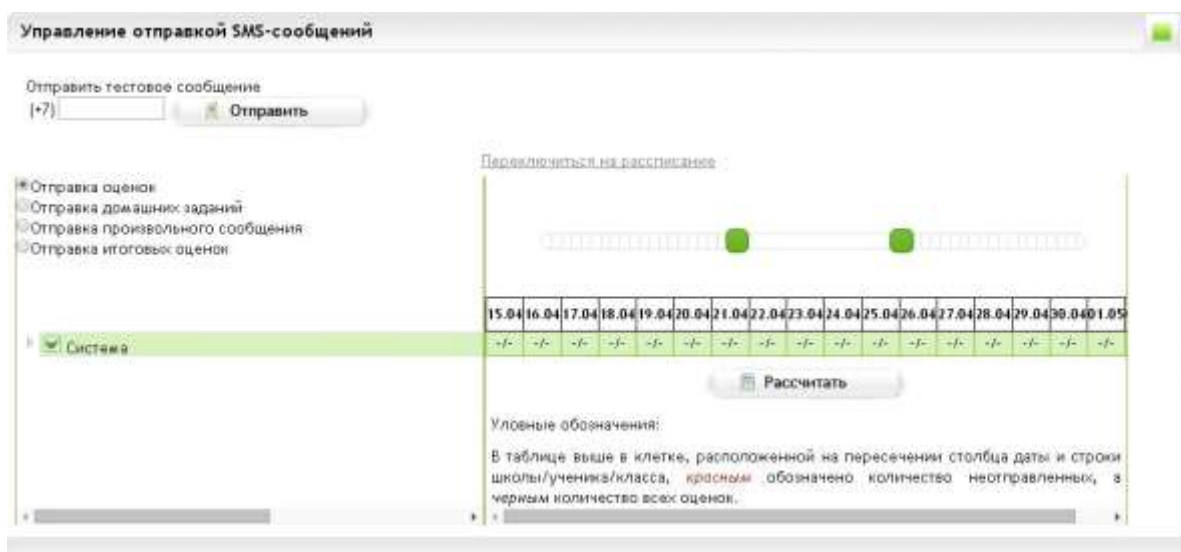 Управление отправкой SMS-сообщений
Отправить тестовое сообщение
(+7)
Отправить
Переключиться на рассписание
Отправка оценок
Отправка домашних заданий
Отправка произвольного сообщения
Отправка итоговых оценок
15.04 16.04 17.04 18.04 19.04 20.04 21.04 22.04 23.04 24.04 25.04 26.04 27.04 28.04 29.04 30.04 01.05
Система -/- -/- -/- -/- -/- -/- -/- -/- -/- -/- -/- -/- -/- -/- -/- -/- -/-
Рассчитать
Уловные обозначения:
В таблице выше в клетке, расположенной на пересечении столбца даты и строки
школы/ученика/класса, красным обозначено количество неотправленных, а
черным количество всех оценок.